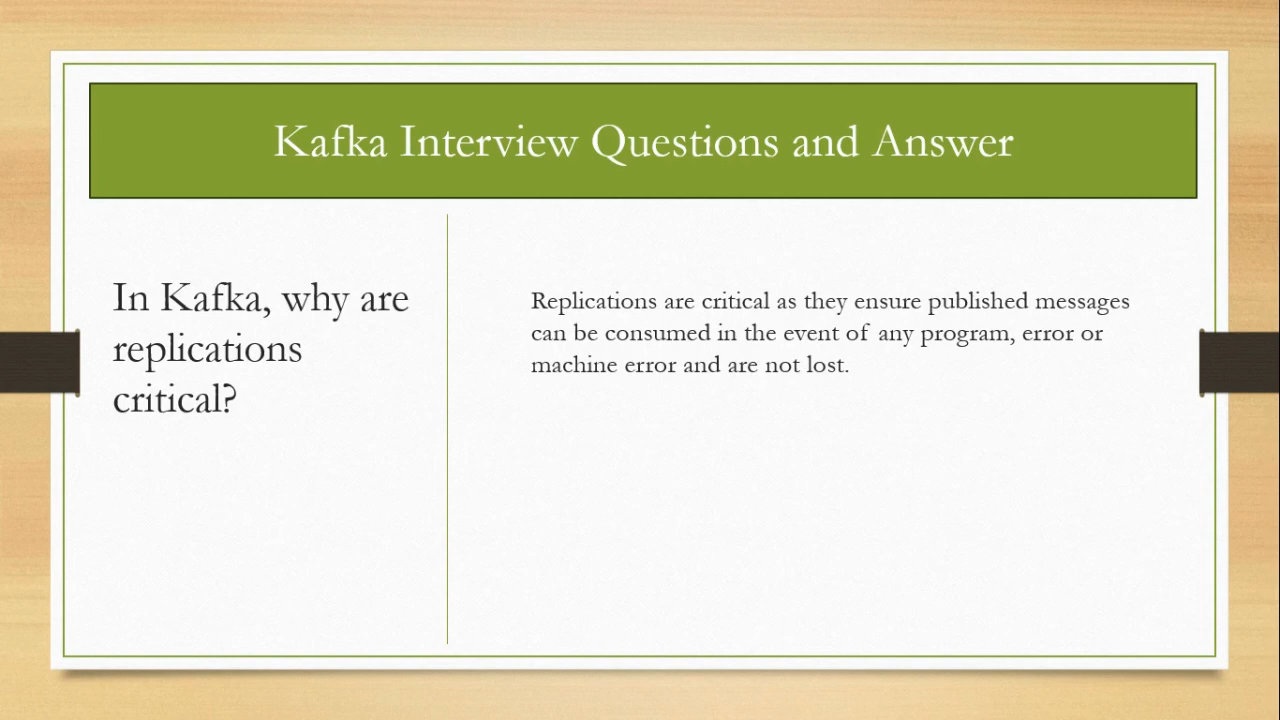 Kafka Interview Questions and Answer
In Kafka, why are
replications
critical?
Replications are critical as they ensure published messages
can be consumed in the event of any program, error or
machine error and are not lost.